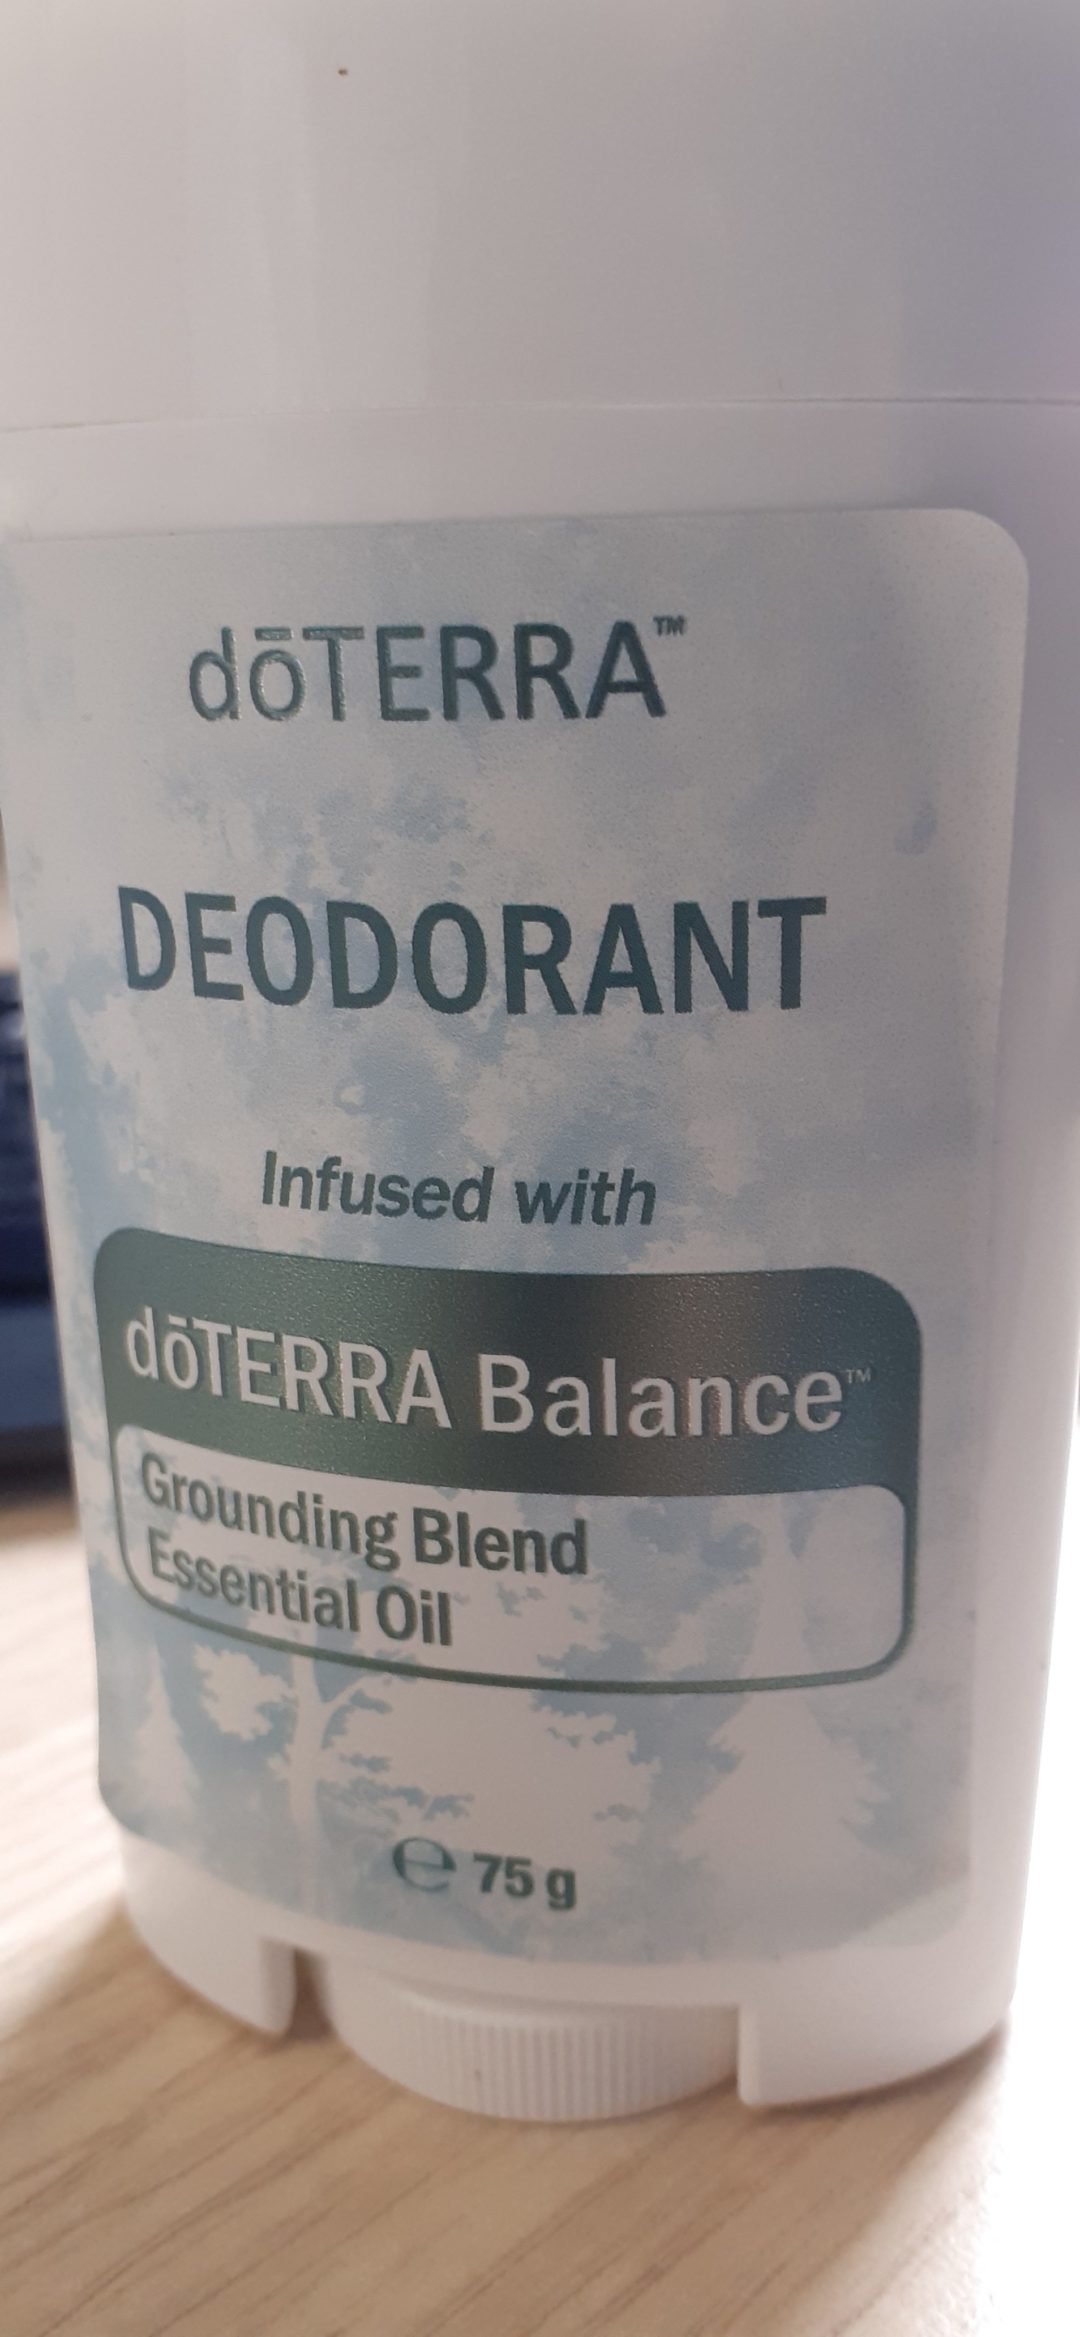 dōTERRA™
DEODORANT
Infused with
dōTERRA Balance™
Grounding Blend
Essential Oil
℮ 75 g